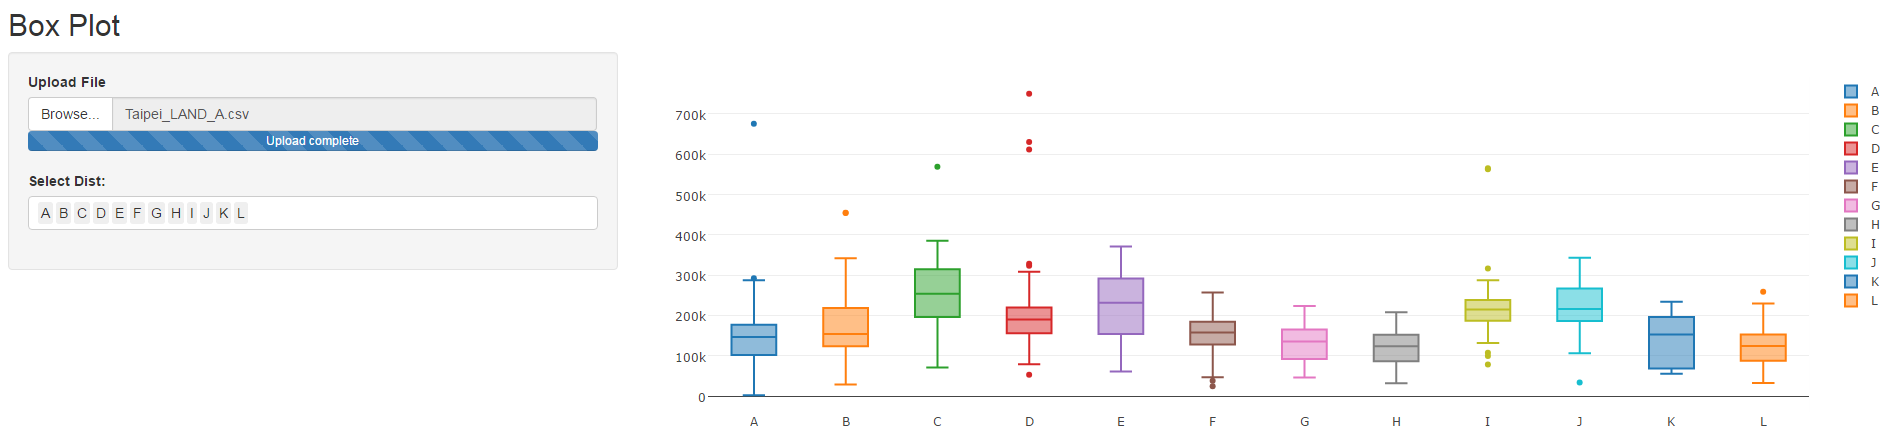 Box Plot
Upload File
Browse... Taipei_LAND_A.csv
Upload complete
Select Dist:
A B C D E F G H I J K L
700k
600k
500k
400k
300k
200k
100k
0
A B C D E F G H I J K L
A
B
C
D
E
F
G
H
I
J
K
L